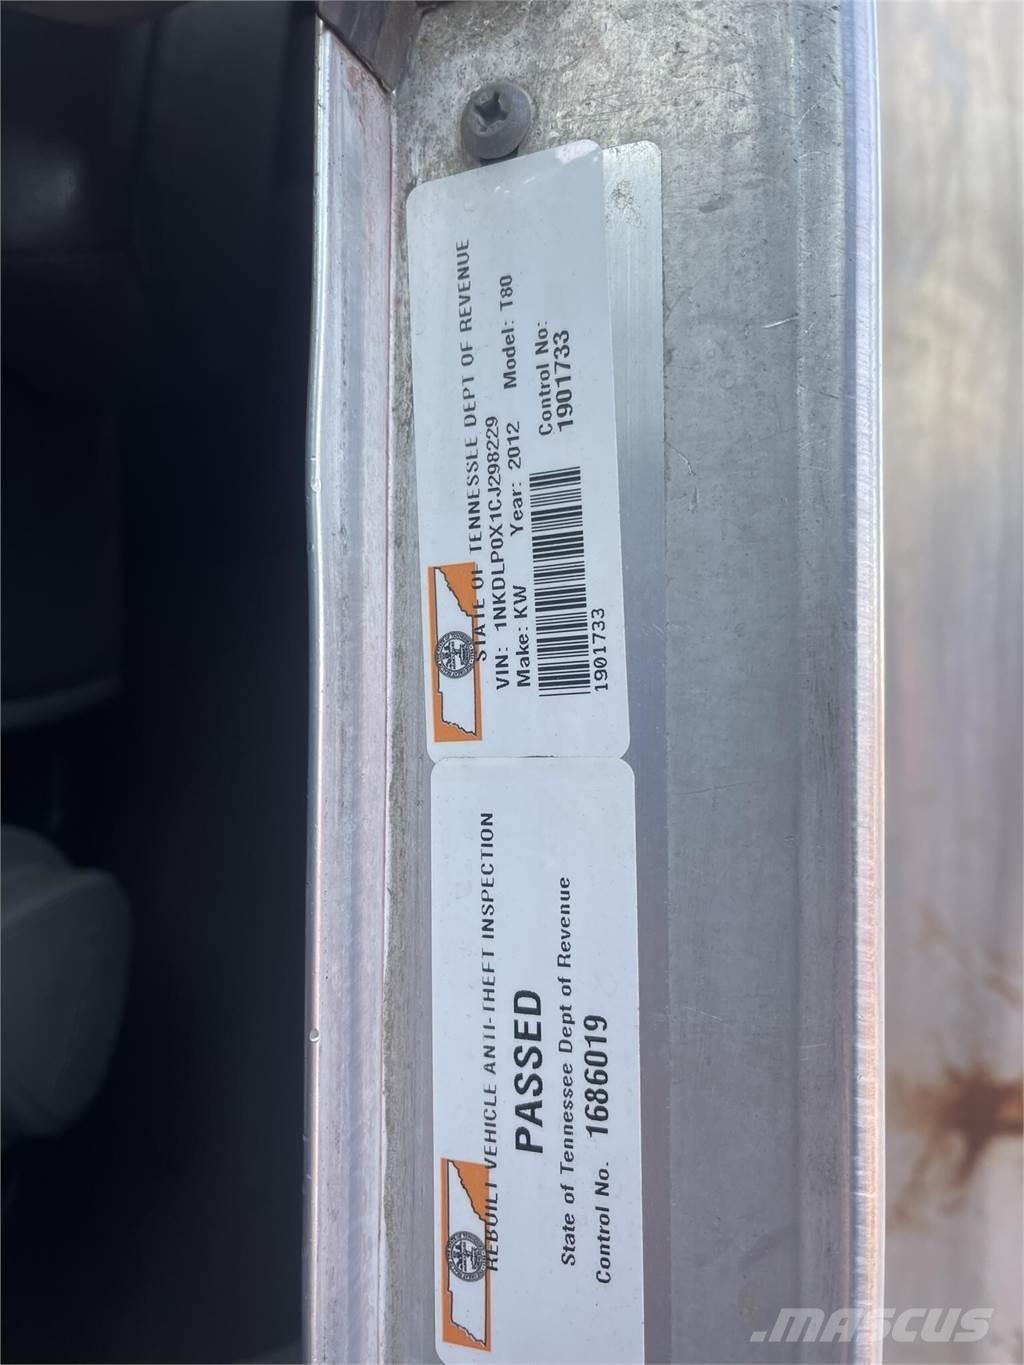 STATE OF TENNESSEE DEPT OF REVENUE
VIN: 1NKDLP0X1CJ298229
Make: KW Year: 2012 Model: T80
Control No:
1901733
1901733
REBUILT VEHICLE ANTI-THEFT INSPECTION
PASSED
State of Tennessee Dept of Revenue
Control No. 1686019
MASCUS